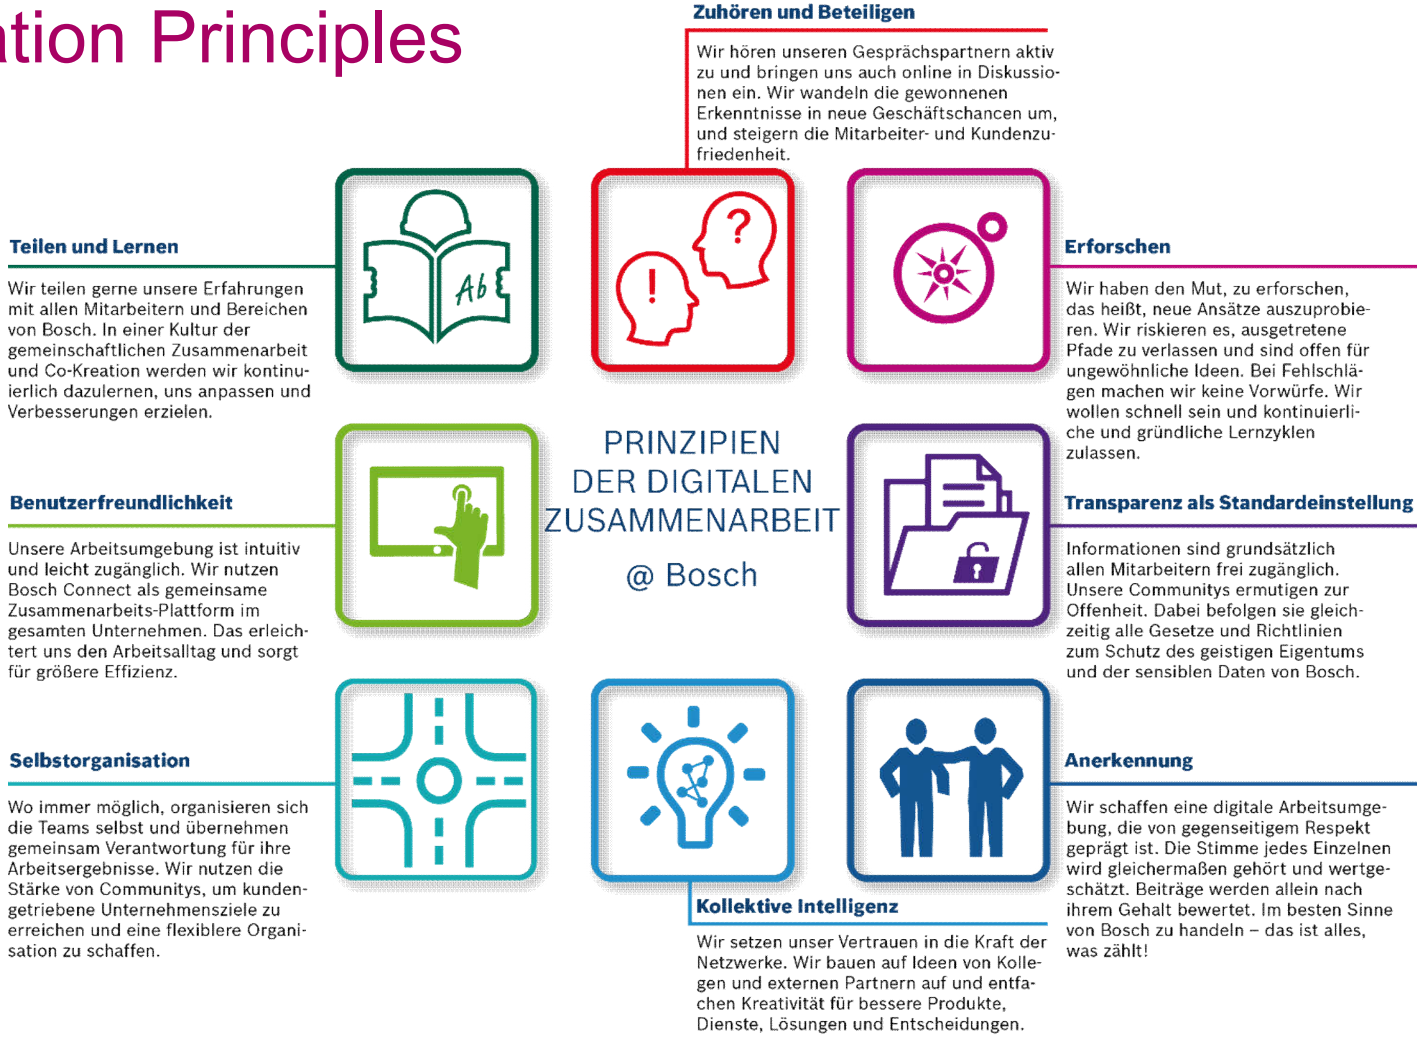 ation Principles
Zuhören und Beteiligen
Wir hören unseren Gesprächspartnern aktiv
zu und bringen uns auch online in Diskussio-
nen ein. Wir wandeln die gewonnenen
Erkenntnisse in neue Geschäftschancen um,
und steigern die Mitarbeiter- und Kundenzu-
friedenheit.
Teilen und Lernen
Wir teilen gerne unsere Erfahrungen
mit allen Mitarbeitern und Bereichen
von Bosch. In einer Kultur der
gemeinschaftlichen Zusammenarbeit
und Co-Kreation werden wir kontinu-
ierlich dazulernen, uns anpassen und
Verbesserungen erzielen.
Ab
!
?
Erforschen
Wir haben den Mut, zu erforschen,
das heißt, neue Ansätze auszuprobie-
ren. Wir riskieren es, ausgetretene
Pfade zu verlassen und sind offen für
ungewöhnliche Ideen. Bei Fehlschlä-
gen machen wir keine Vorwürfe. Wir
wollen schnell sein und kontinuierli-
che und gründliche Lernzyklen
zulassen.
Benutzerfreundlichkeit
Unsere Arbeitsumgebung ist intuitiv
und leicht zugänglich. Wir nutzen
Bosch Connect als gemeinsame
Zusammenarbeits-Plattform im
gesamten Unternehmen. Das erleich-
tert uns den Arbeitsalltag und sorgt
für größere Effizienz.
PRINZIPIEN
DER DIGITALEN
ZUSAMMENARBEIT
@ Bosch
Transparenz als Standardeinstellung
Informationen sind grundsätzlich
allen Mitarbeitern frei zugänglich.
Unsere Communitys ermutigen zur
Offenheit. Dabei befolgen sie gleich-
zeitig alle Gesetze und Richtlinien
zum Schutz des geistigen Eigentums
und der sensiblen Daten von Bosch.
Selbstorganisation
Wo immer möglich, organisieren sich
die Teams selbst und übernehmen
gemeinsam Verantwortung für ihre
Arbeitsergebnisse. Wir nutzen die
Stärke von Communitys, um kunden-
getriebene Unternehmensziele zu
erreichen und eine flexiblere Organi-
sation zu schaffen.
Kollektive Intelligenz
Wir setzen unser Vertrauen in die Kraft der
Netzwerke. Wir bauen auf Ideen von Kolle-
gen und externen Partnern auf und entfa-
chen Kreativität für bessere Produkte,
Dienste, Lösungen und Entscheidungen.
Anerkennung
Wir schaffen eine digitale Arbeitsumge-
bung, die von gegenseitigem Respekt
geprägt ist. Die Stimme jedes Einzelnen
wird gleichermaßen gehört und wertge-
schätzt. Beiträge werden allein nach
ihrem Gehalt bewertet. Im besten Sinne
von Bosch zu handeln – das ist alles,
was zählt!